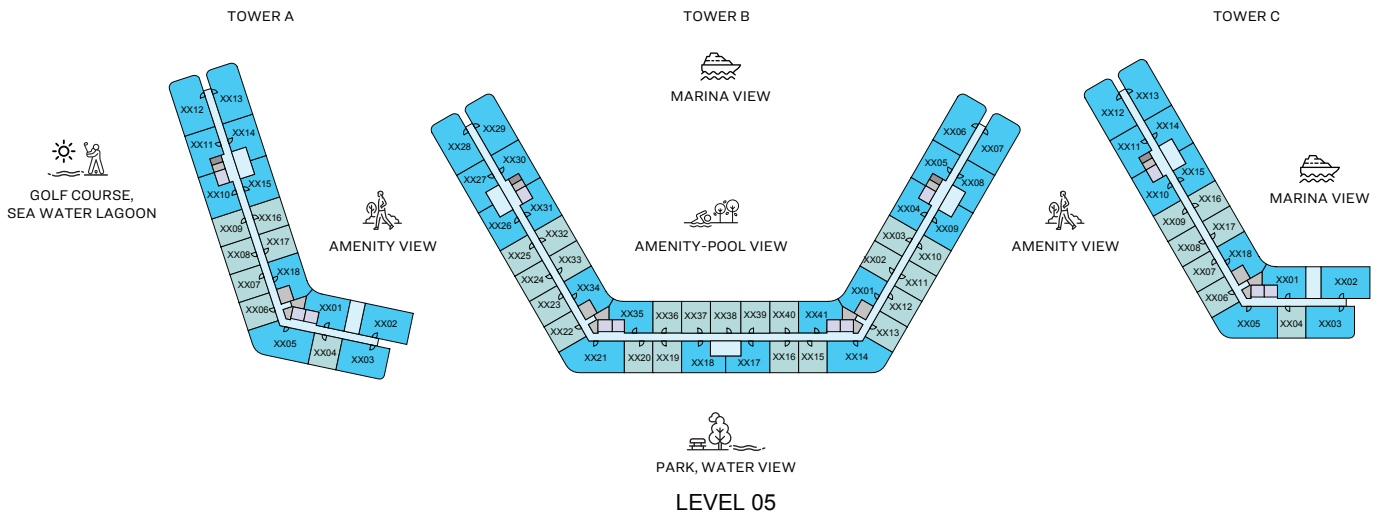 TOWER A
TOWER B
TOWER C
MARINA VIEW
GOLF COURSE,
SEA WATER LAGOON
AMENITY VIEW
AMENITY-POOL VIEW
AMENITY VIEW
MARINA VIEW
PARK, WATER VIEW
LEVEL 05
XX12
XX13
XX11
XX14
XX10
XX15
XX09
XX16
XX08
XX17
XX07
XX18
XX06
XX01
XX02
XX05
XX04
XX03
XX28
XX29
XX27
XX30
XX26
XX31
XX25
XX32
XX24
XX33
XX23
XX34
XX22
XX35
XX36
XX37
XX38
XX39
XX40
XX41
XX21
XX20
XX19
XX18
XX17
XX16
XX15
XX14
XX06
XX07
XX05
XX08
XX04
XX09
XX03
XX10
XX02
XX11
XX01
XX12
XX13
XX12
XX13
XX11
XX14
XX10
XX15
XX09
XX16
XX08
XX17
XX07
XX18
XX06
XX01
XX02
XX05
XX04
XX03